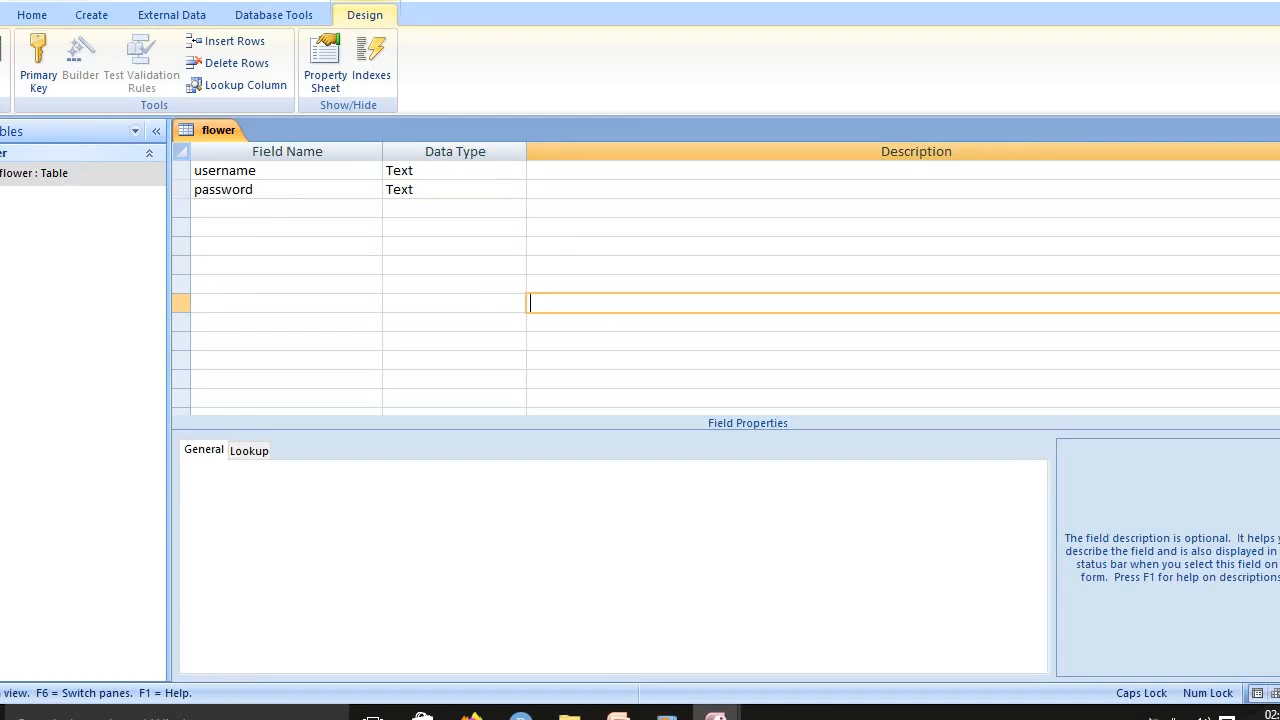 Home Create External Data Database Tools Design
Primary Key
Builder
Test Validation Rules
Insert Rows
Delete Rows
Lookup Column
Property Sheet
Indexes
Tools
Show/Hide
bles
flower
er
flower : Table
Field Name Data Type Description
username Text
password Text
Field Properties
General Lookup
The field description is optional. It helps y
describe the field and is also displayed in
status bar when you select this field on
form. Press F1 for help on descriptions
view. F6 = Switch panes. F1 = Help.
Caps Lock Num Lock